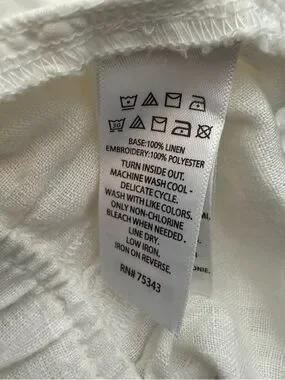 BASE:100% LINEN
EMBROIDERY:100% POLYESTER
TURN INSIDE OUT.
MACHINE WASH COOL -
DELICATE CYCLE.
WASH WITH LIKE COLORS.
ONLY NON-CHLORINE
BLEACH WHEN NEEDED.
LINE DRY.
LOW IRON.
IRON ON REVERSE.
RN# 75343